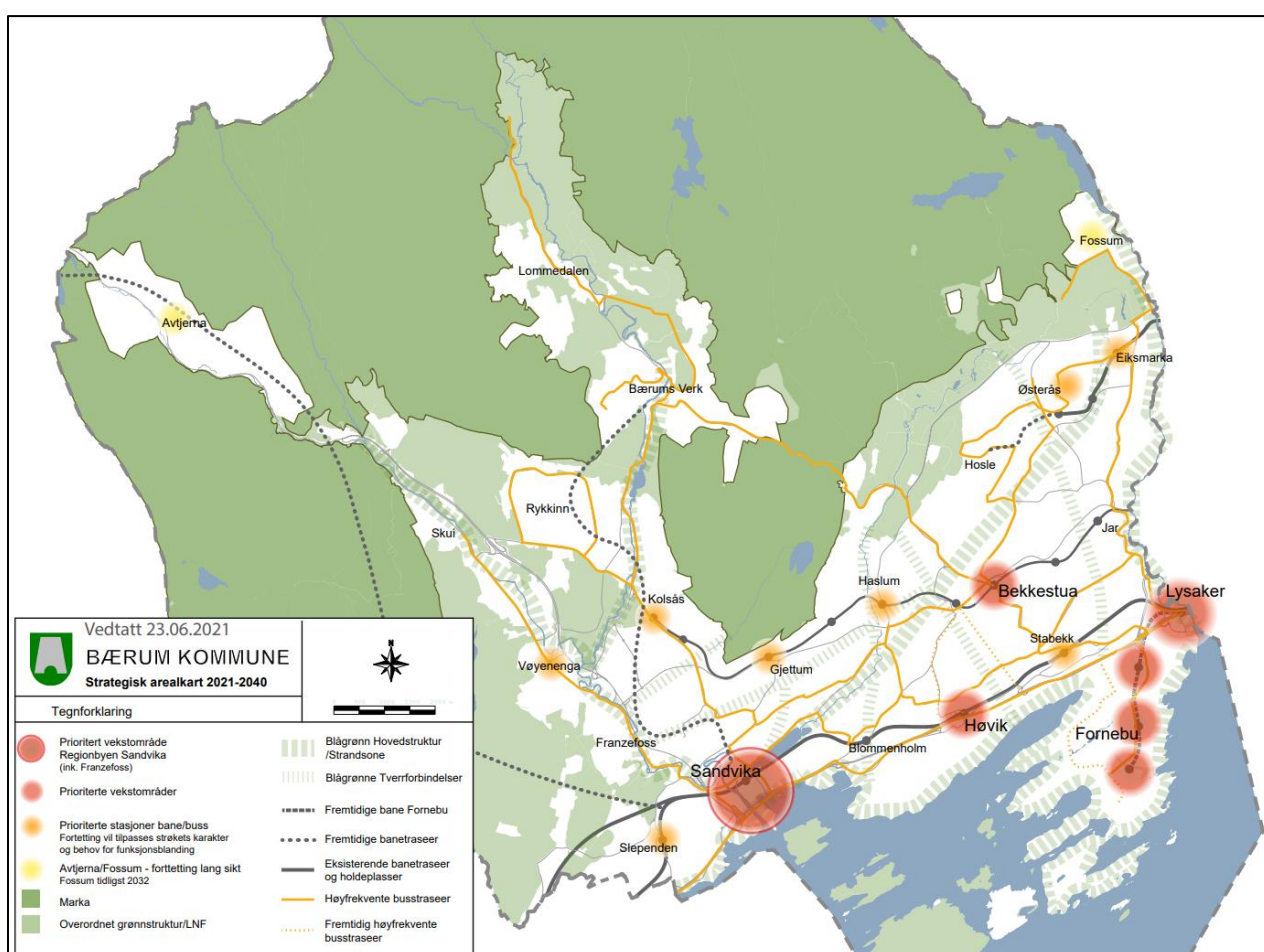 Fossum
Lommedalen
Avtjerna
Eiksmarka
Bærums Verk
Østerås
Hosle
Rykkinn
Skui
Jar
Haslum
Bekkestua
Lysaker
Kolsås
Stabekk
Vøyenenga
Gjettum
Høvik
Fornebu
Franzefoss
Blommenholm
Sandvika
Slependen
Vedtatt 23.06.2021
BÆRUM KOMMUNE
Strategisk arealkart 2021-2040
N
Tegnforklaring
Prioritert vekstområde
Regionbyen Sandvika
(ink. Franzefoss)
Prioriterte vekstområder
Prioriterte stasjoner bane/buss
Fortetting vil tilpasses strøkets karakter
og behov for funksjonsblanding
Avtjerna/Fossum - forttetting lang sikt
Fossum tidligst 2032
Marka
Overordnet grønnstruktur/LNF
Blågrønn Hovedstruktur
/Strandsone
Blågrønne Tverrforbindelser
Fremtidige bane Fornebu
Fremtidige banetraseer
Eksisterende banetraseer
og holdeplasser
Høyfrekvente busstraseer
Fremtidig høyfrekvente
busstraseer